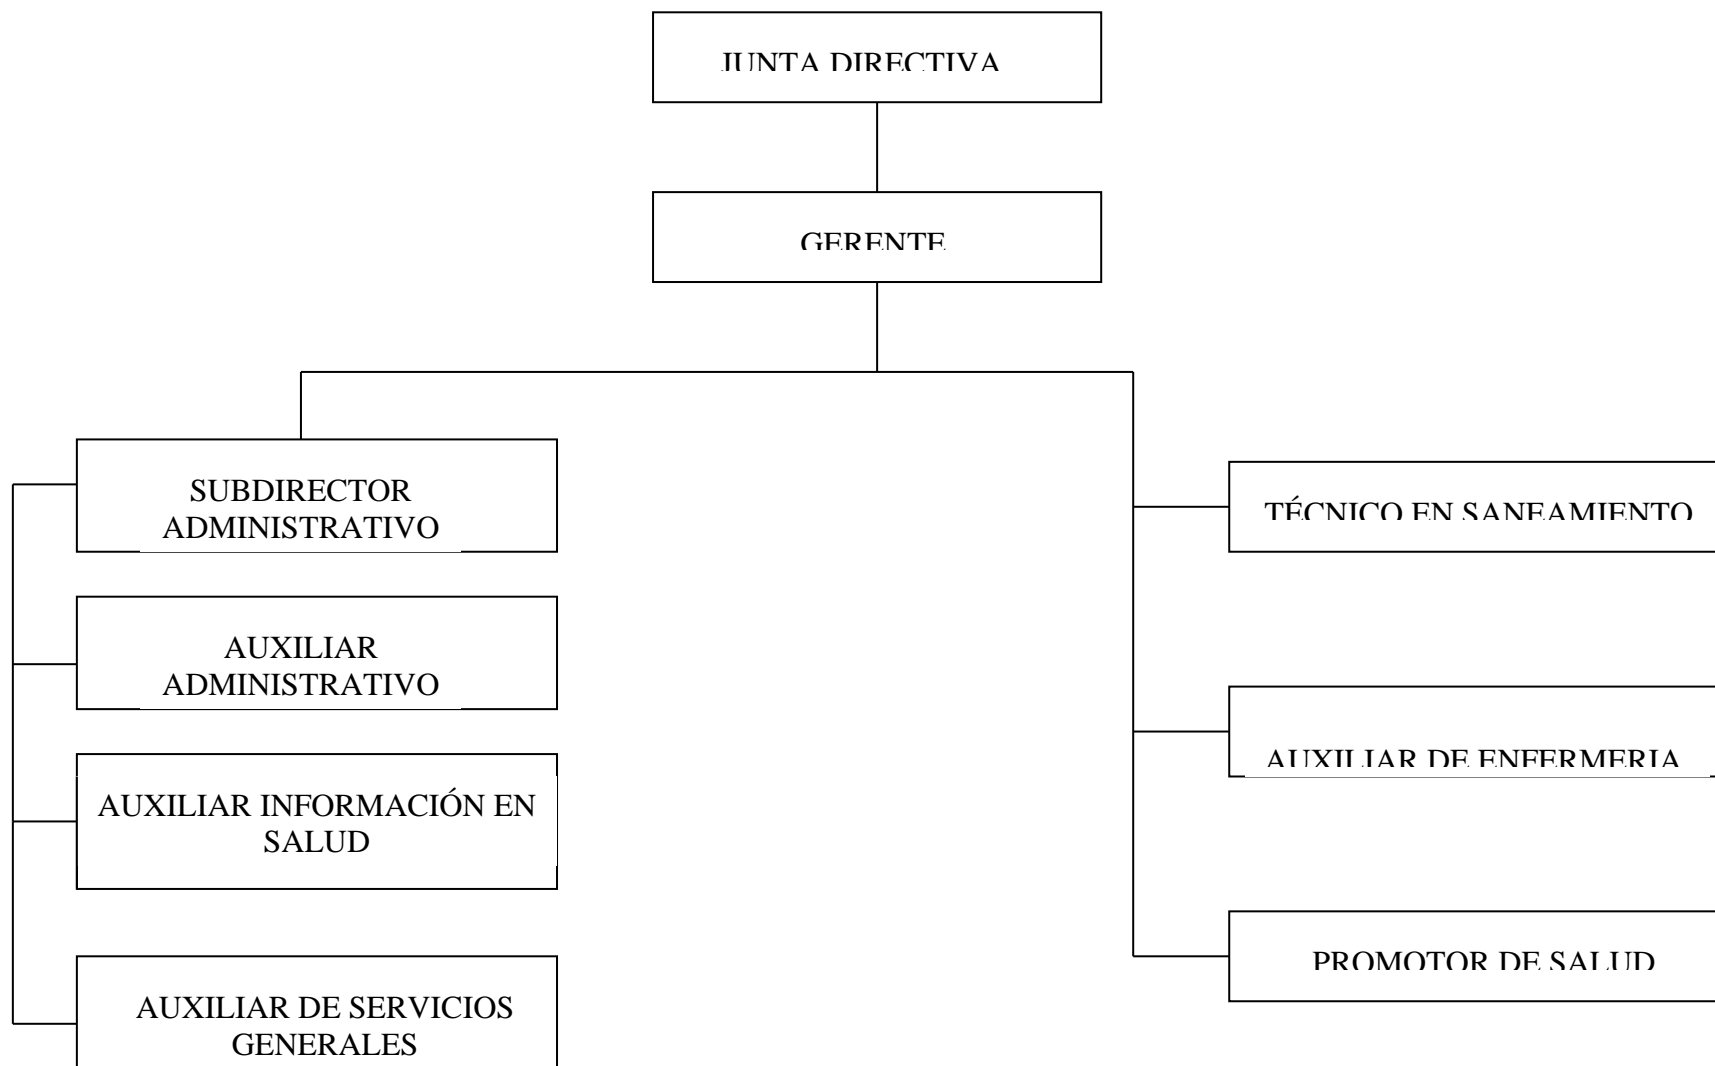 JUNTA DIRECTIVA
GERENTE
SUBDIRECTOR
ADMINISTRATIVO
AUXILIAR
ADMINISTRATIVO
AUXILIAR INFORMACIÓN EN
SALUD
AUXILIAR DE SERVICIOS
GENERALES
TÉCNICO EN SANEAMIENTO
AUXILIAR DE ENFERMERIA
PROMOTOR DE SALUD